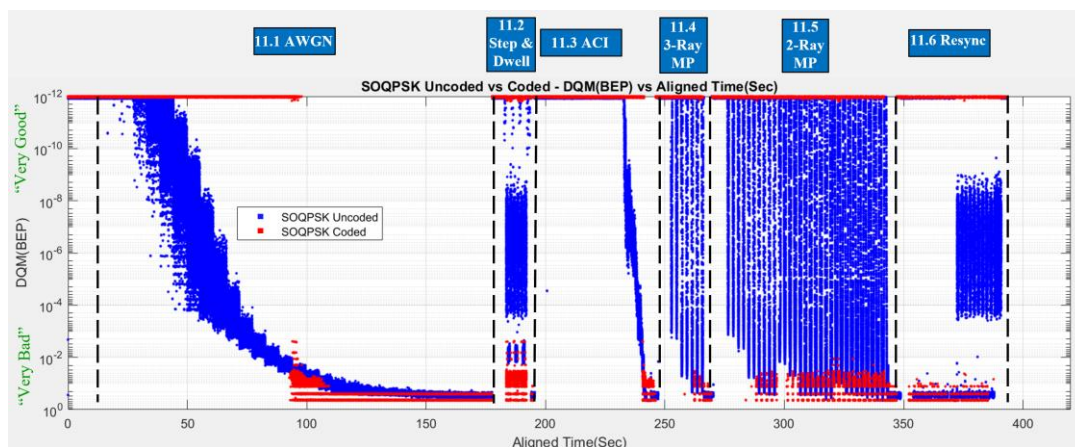 11.1 AWGN
11.2
Step &
Dwell
11.3 ACI
11.4
3-Ray
MP
11.5
2-Ray
MP
11.6 Resync
SOQPSK Uncoded vs Coded - DQM(BEP) vs Aligned Time(Sec)
"Very Good"
"Very Bad"
DQM(BEP)
10⁻¹²
10⁻¹⁰
10⁻⁸
10⁻⁶
10⁻⁴
10⁻²
10⁰
SOQPSK Uncoded
SOQPSK Coded
0
50
100
150
200
250
300
350
400
Aligned Time(Sec)